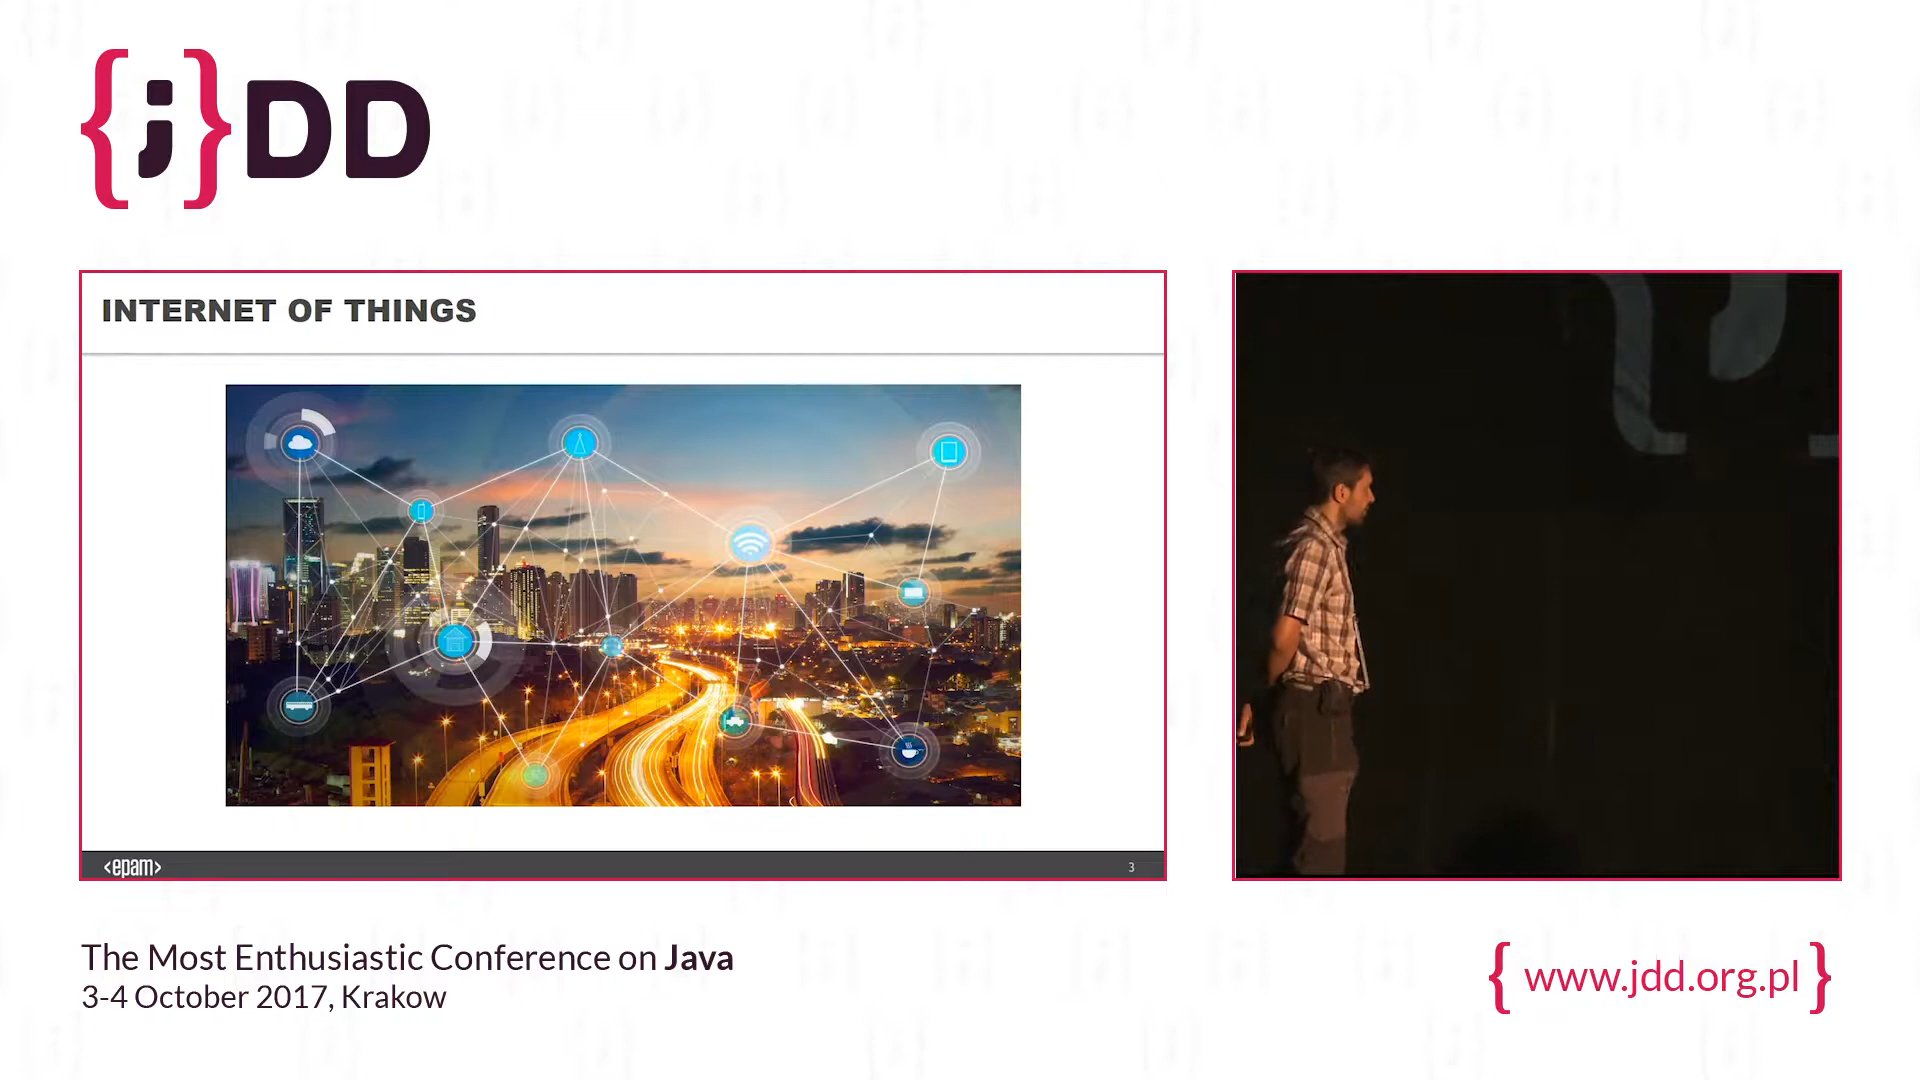 {;}DD
INTERNET OF THINGS
<epam>
3
The Most Enthusiastic Conference on Java
3-4 October 2017, Krakow
{ www.jdd.org.pl }